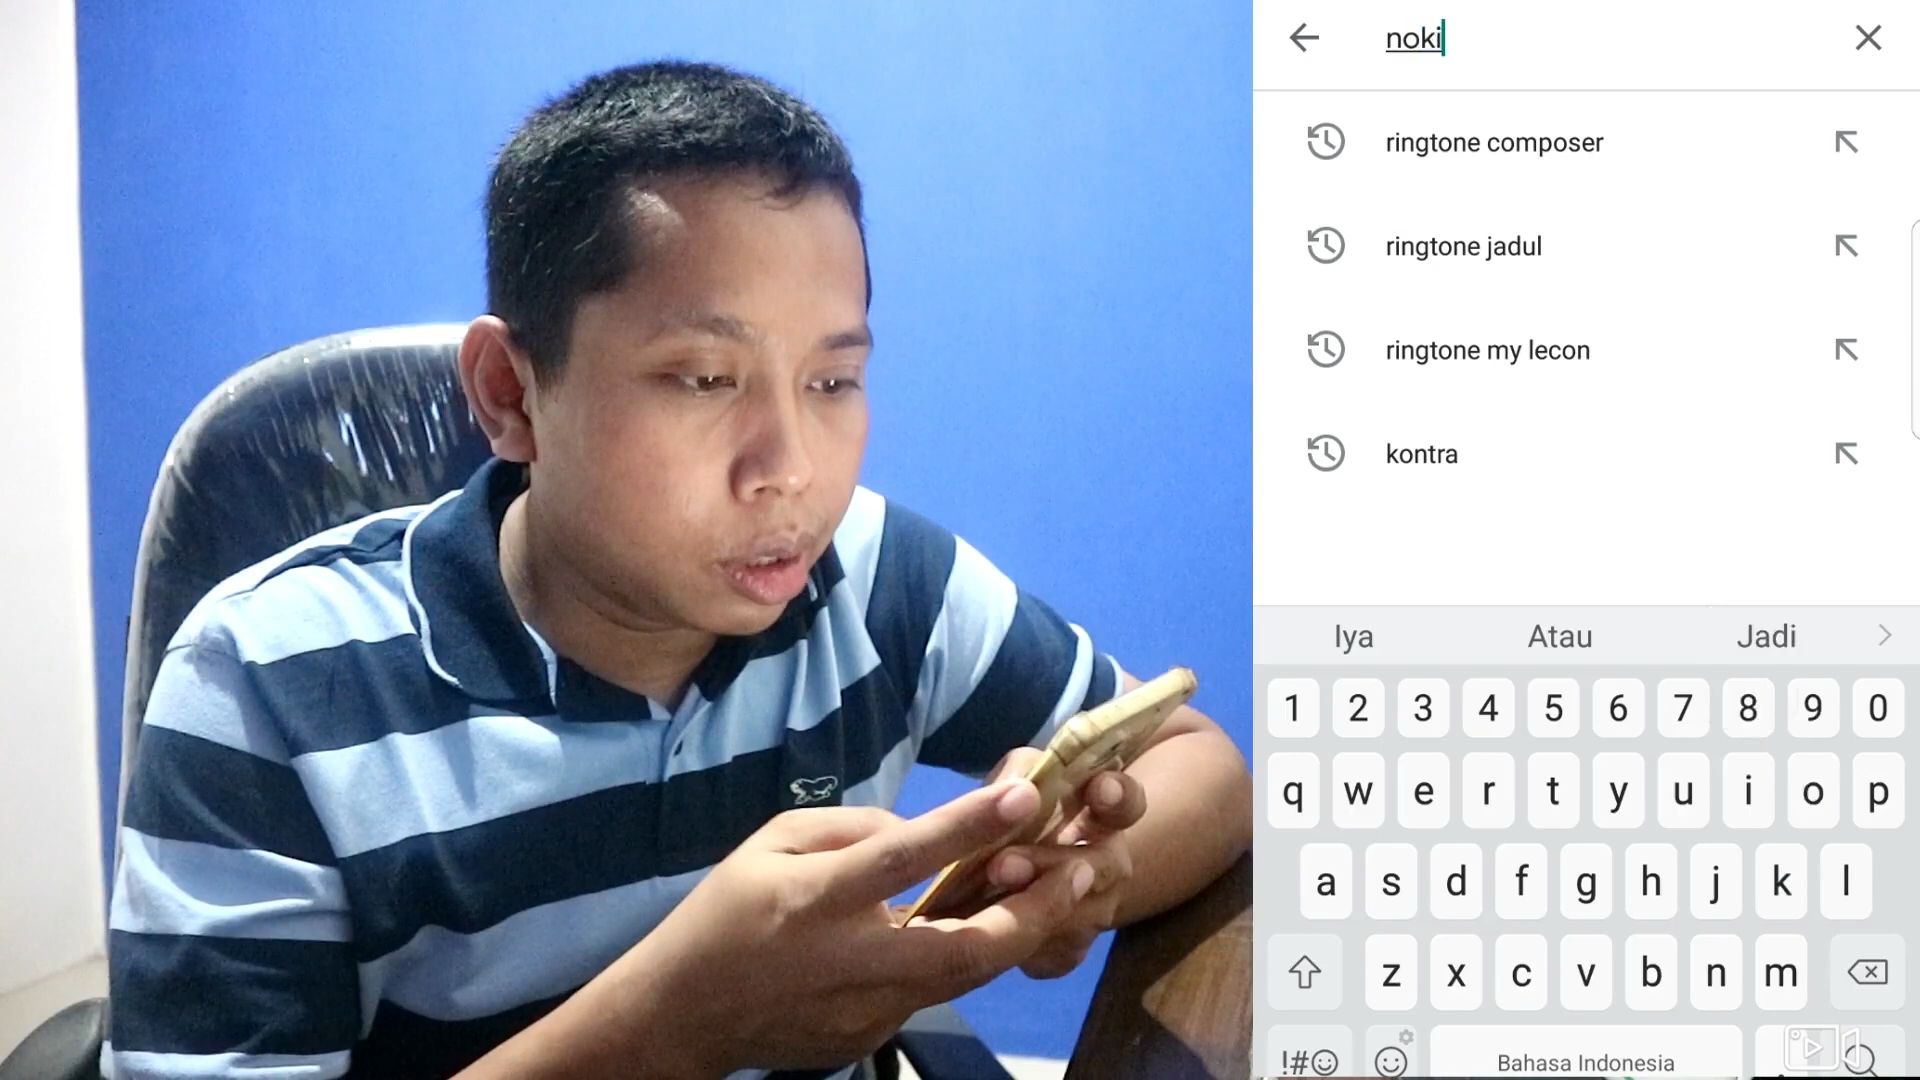 noki
ringtone composer
ringtone jadul
ringtone my lecon
kontra
Iya Atau Jadi
1 2 3 4 5 6 7 8 9 0
q w e r t y u i o p
a s d f g h j k l
z x c v b n m
!#☺ Bahasa Indonesia